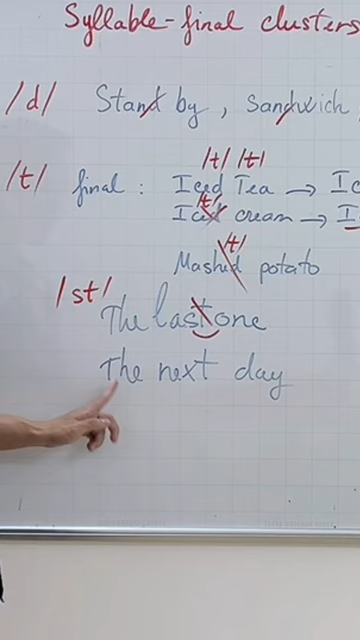 Syllable-final clusters
/d/ Stand by, Sandwich
/t/ /t/
/t/ final : Iced Tea → Ic
/t/
Iced cream → I
/t/
Mashed potato
/st/
The last one
The next day